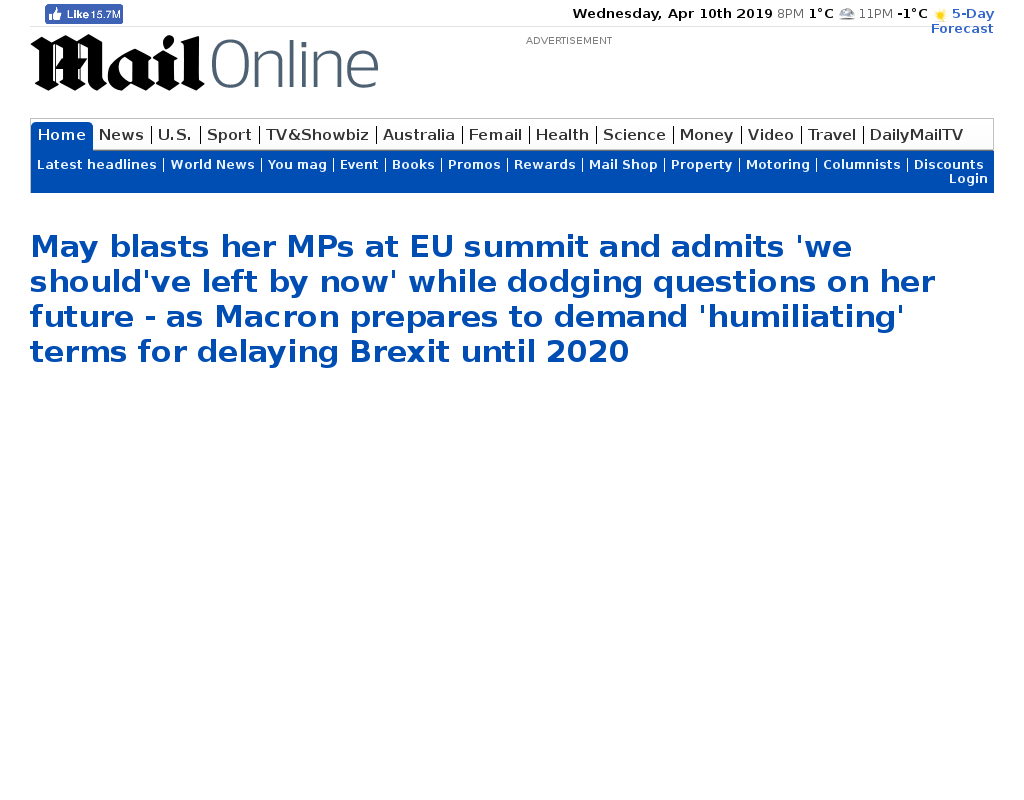 Like 15.7M
Wednesday, Apr 10th 2019 8PM 1°C 11PM -1°C 5-Day
Forecast
Mail Online
ADVERTISEMENT
Home News U.S. Sport TV&Showbiz Australia Femail Health Science Money Video Travel DailyMailTV
Latest headlines World News You mag Event Books Promos Rewards Mail Shop Property Motoring Columnists Discounts
Login
May blasts her MPs at EU summit and admits 'we
should've left by now' while dodging questions on her
future - as Macron prepares to demand 'humiliating'
terms for delaying Brexit until 2020